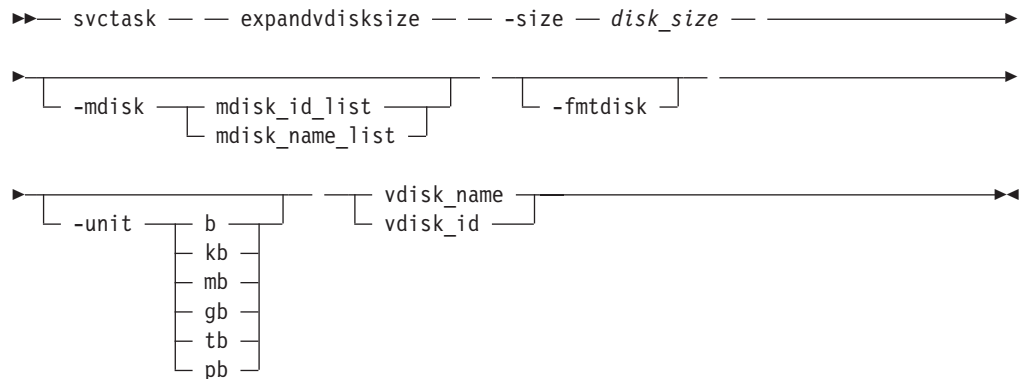 svctask expandvdisksize -size disk_size
-mdisk mdisk_id_list -fmtdisk
mdisk_name_list
-unit b vdisk_name
kb vdisk_id
mb
gb
tb
pb